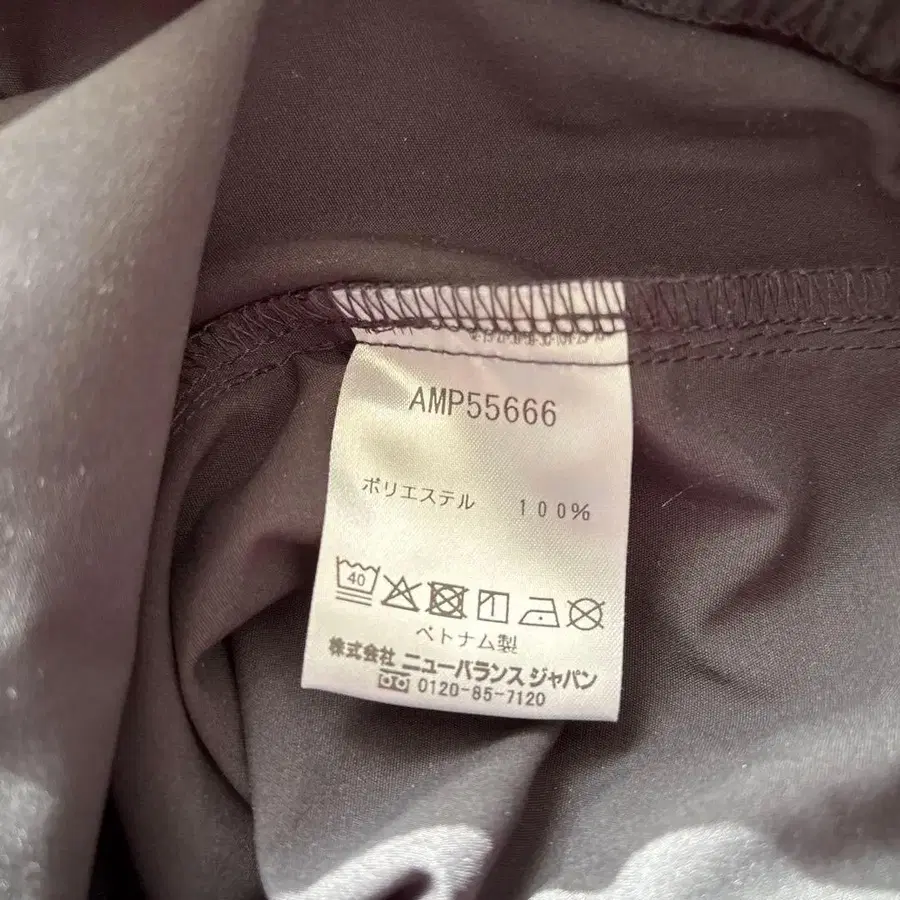 AMP55666
ポリエステル 100%
40
ベトナム製
株式会社 ニューバランス ジャパン
0120-85-7120